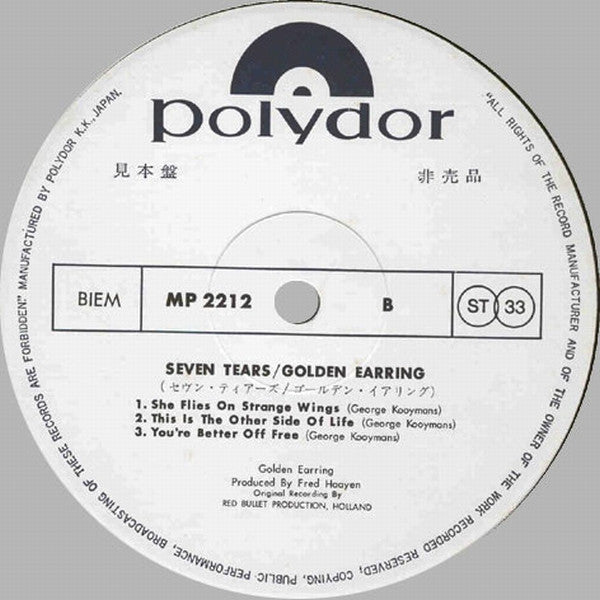 polydor
見本盤
非売品
BIEM
MP 2212
B
ST 33
SEVEN TEARS/GOLDEN EARRING
(セヴン・ティアーズ/ゴールデン・イアリング)
1. She Flies On Strange Wings (George Kooymans)
2. This Is The Other Side Of Life (George Kooymans)
3. You're Better Off Free (George Kooymans)
Golden Earring
Produced By Fred Haayen
Original Recording By
RED BULLET PRODUCTION, HOLLAND
"ALL RIGHTS OF THE RECORD MANUFACTURER AND OF THE OWNER OF THE WORK RECORDED RESERVED, COPYING, PUBLIC PERFORMANCE, BROADCASTING OF THESE RECORDS ARE FORBIDDEN" MANUFACTURED BY POLYDOR K.K., JAPAN.